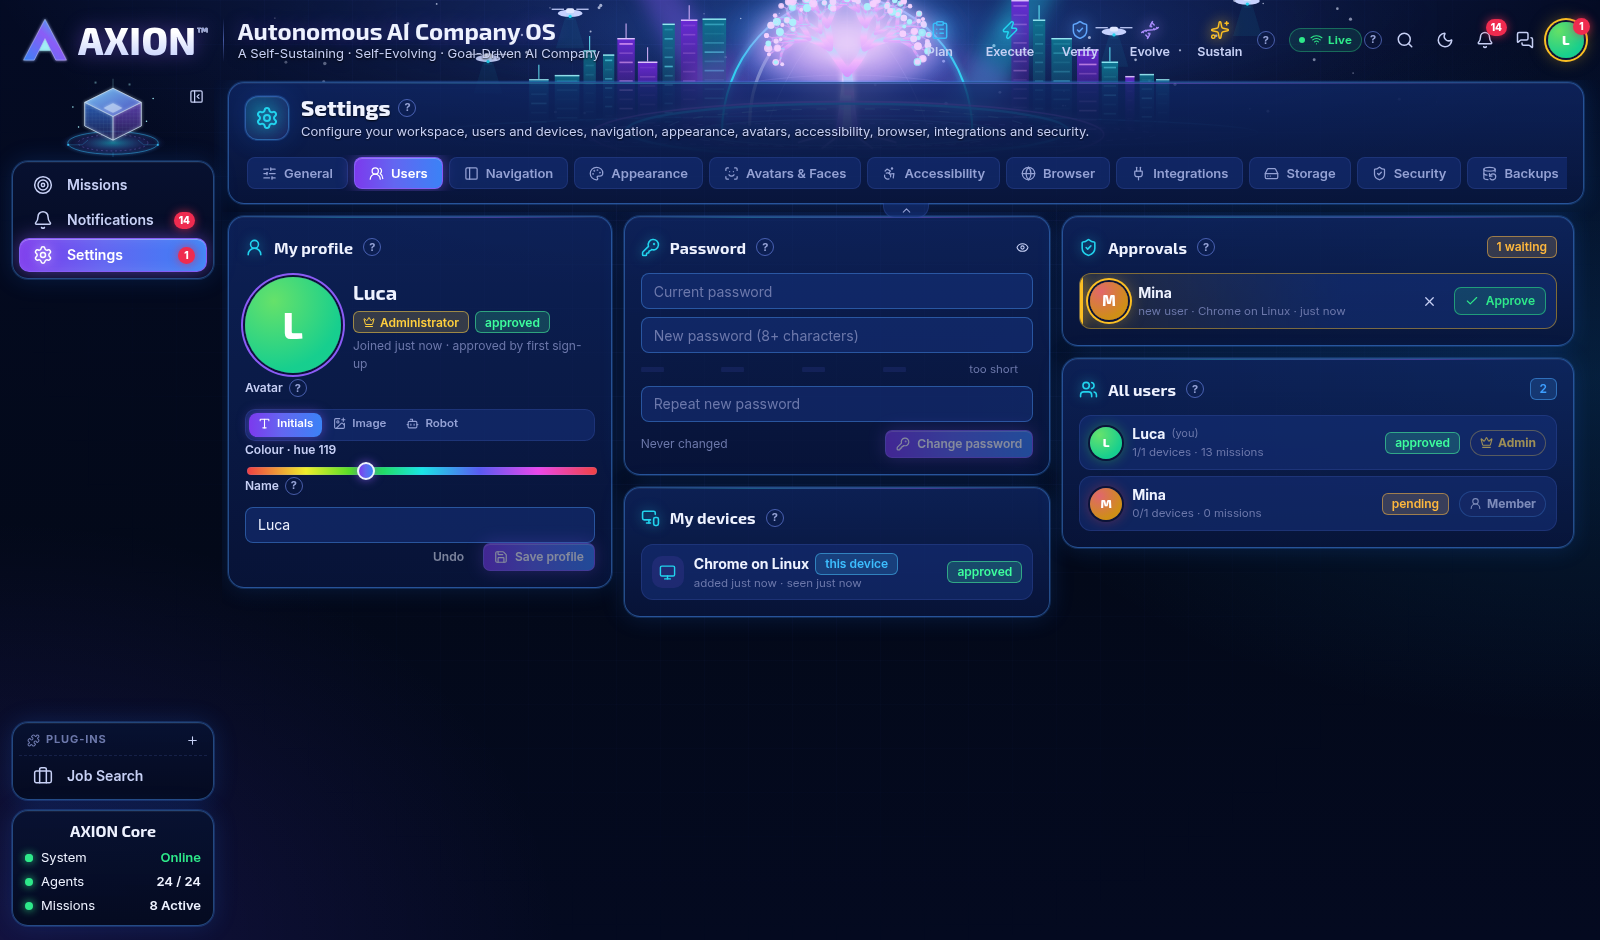 AXION™
Autonomous AI Company OS
A Self-Sustaining · Self-Evolving · Goal-Driven AI Company
Plan
Execute
Verify
Evolve
Sustain
?
Live
?
14
L
1
Missions
Notifications
14
Settings
1
Settings
?
Configure your workspace, users and devices, navigation, appearance, avatars, accessibility, browser, integrations and security.
General
Users
Navigation
Appearance
Avatars & Faces
Accessibility
Browser
Integrations
Storage
Security
Backups
My profile
?
L
Luca
Administrator
approved
Joined just now · approved by first sign-
up
Avatar
?
Initials
Image
Robot
Colour · hue 119
Name
?
Luca
Undo
Save profile
Password
?
Current password
New password (8+ characters)
too short
Repeat new password
Never changed
Change password
My devices
?
Chrome on Linux
this device
added just now · seen just now
approved
Approvals
?
1 waiting
M
Mina
new user · Chrome on Linux · just now
Approve
All users
?
2
L
Luca (you)
1/1 devices · 13 missions
approved
Admin
M
Mina
0/1 devices · 0 missions
pending
Member
PLUG-INS
+
Job Search
AXION Core
System
Online
Agents
24 / 24
Missions
8 Active